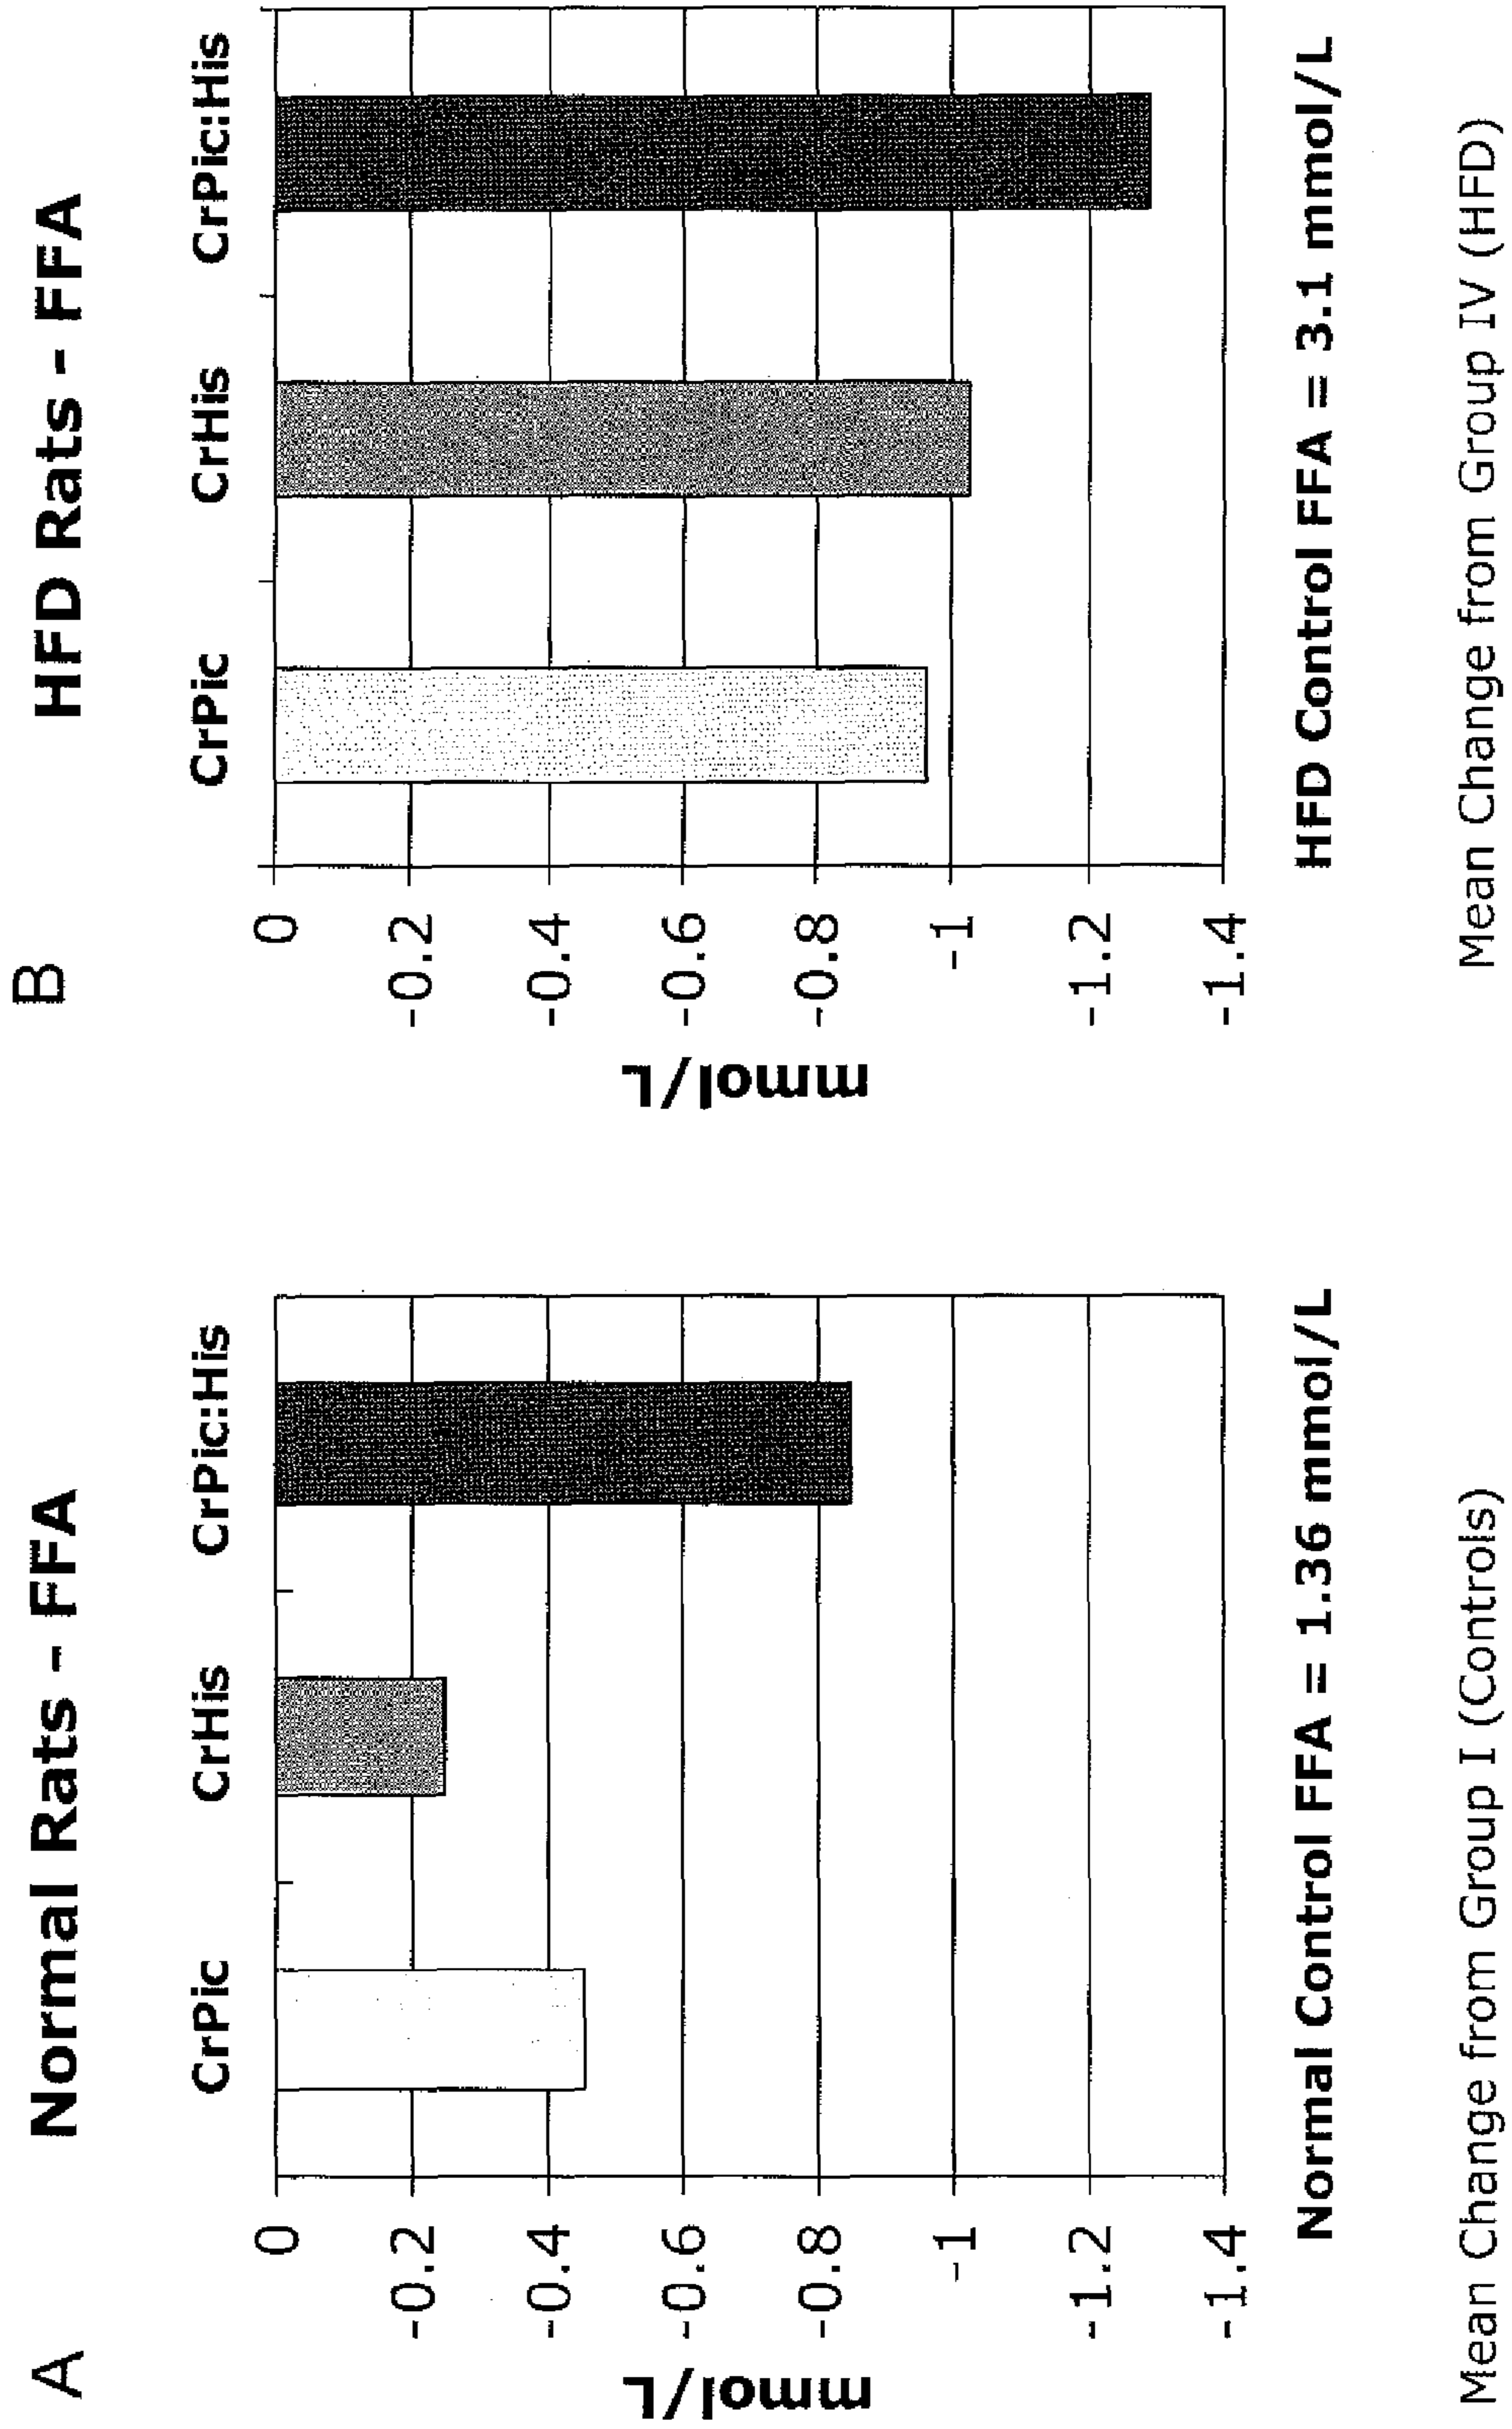 A
Normal Rats - FFA
CrPic CrHis CrPic:His
0
-0.2
-0.4
-0.6
-0.8
-1
-1.2
-1.4
mmol/L
Normal Control FFA = 1.36 mmol/L
Mean Change from Group I (Controls)
B
HFD Rats - FFA
CrPic CrHis CrPic:His
0
-0.2
-0.4
-0.6
-0.8
-1
-1.2
-1.4
mmol/L
HFD Control FFA = 3.1 mmol/L
Mean Change from Group IV (HFD)